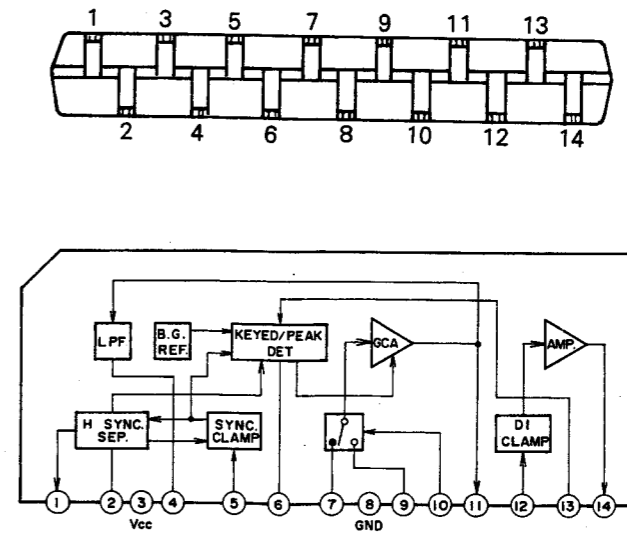 1 3 5 7 9 11 13
2 4 6 8 10 12 14
LPF
B.G.
REF.
KEYED/PEAK
DET
GCA
AMP.
H SYNC.
SEP.
SYNC.
CLAMP
DI
CLAMP
1 2 3 4 5 6 7 8 9 10 11 12 13 14
Vcc GND